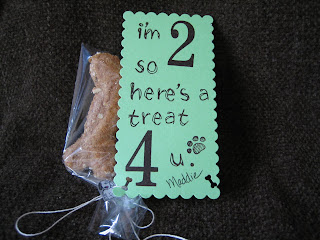 i'm 2
so
here's a
treat
4 u.
Maddie